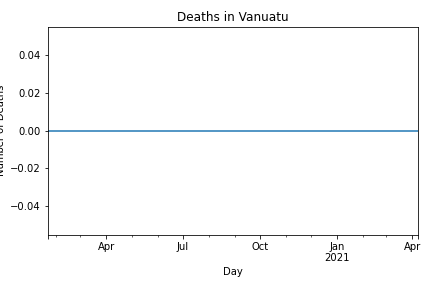 Deaths in Vanuatu
Number of Deaths
0.04
0.02
0.00
−0.02
−0.04
Apr
Jul
Oct
Jan
2021
Apr
Day